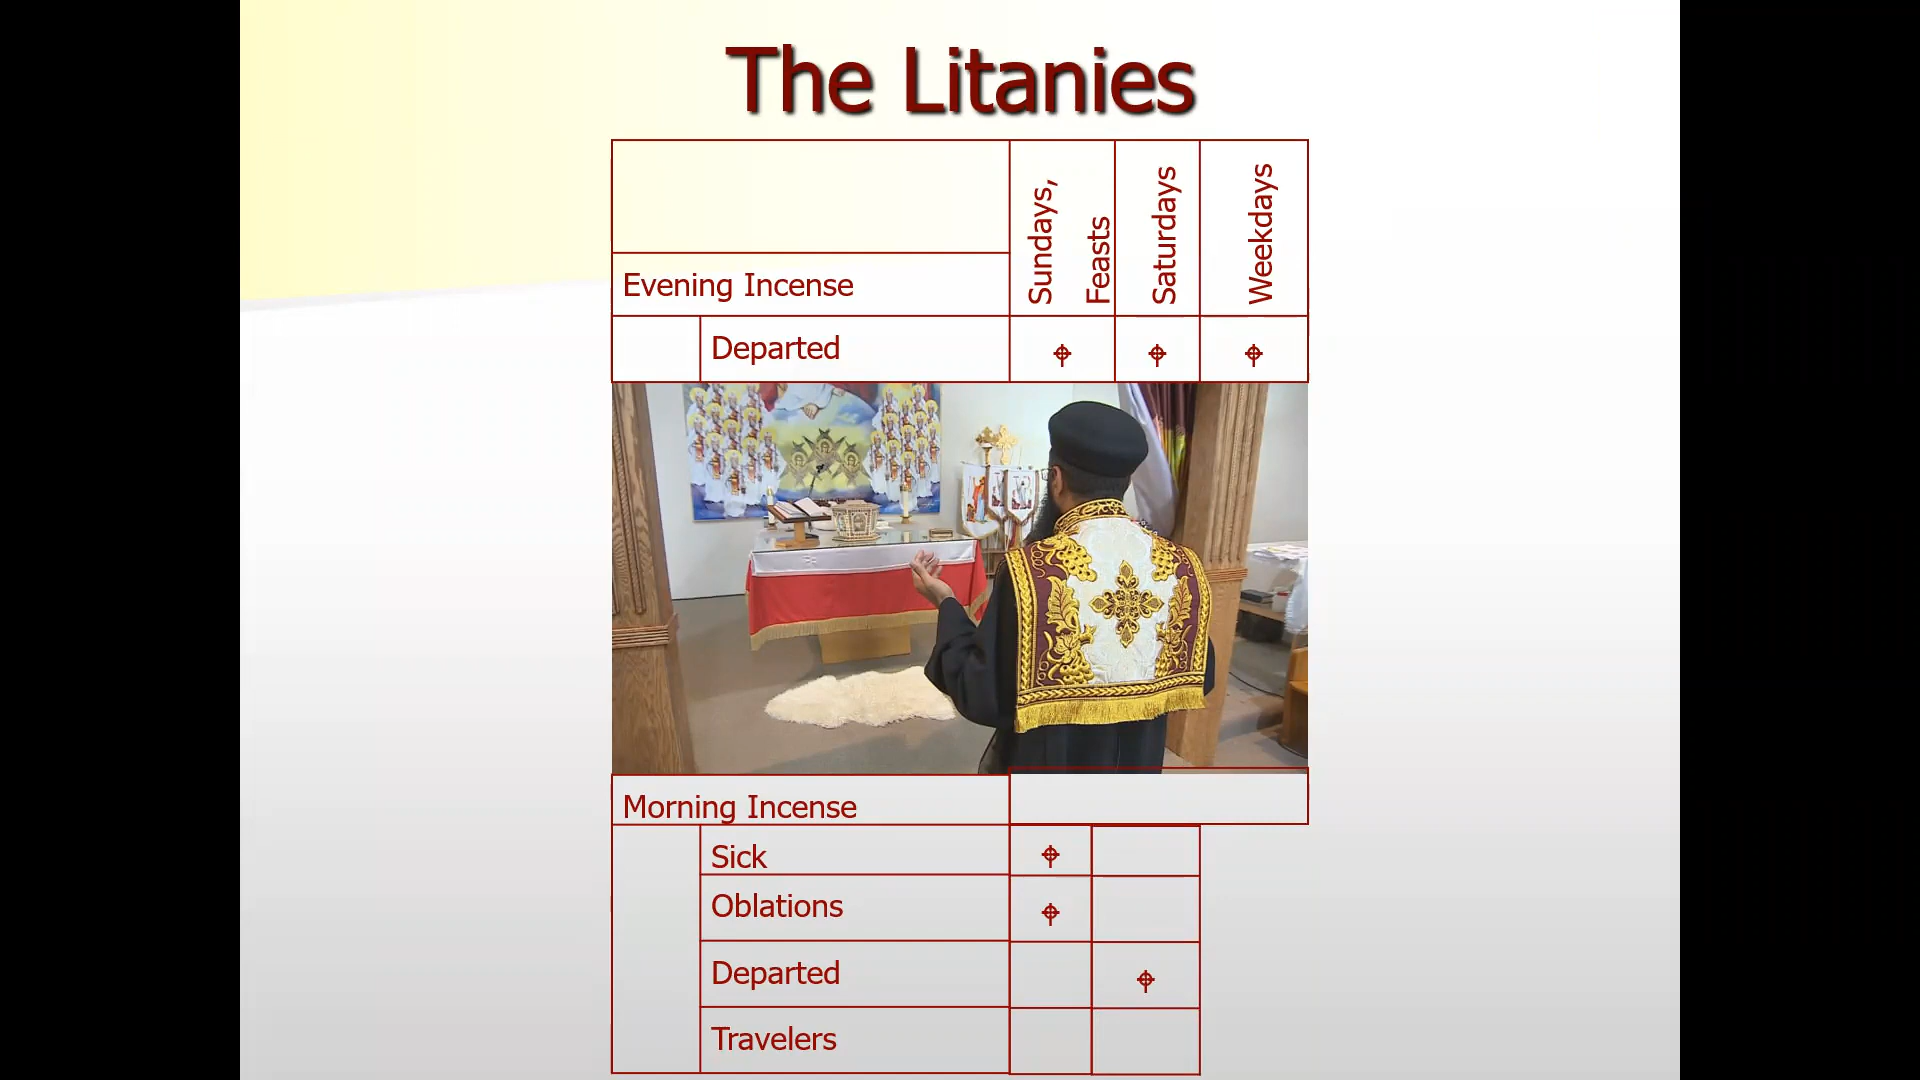 The Litanies
Sundays,
Feasts
Saturdays
Weekdays
Evening Incense
Departed
Morning Incense
Sick
Oblations
Departed
Travelers